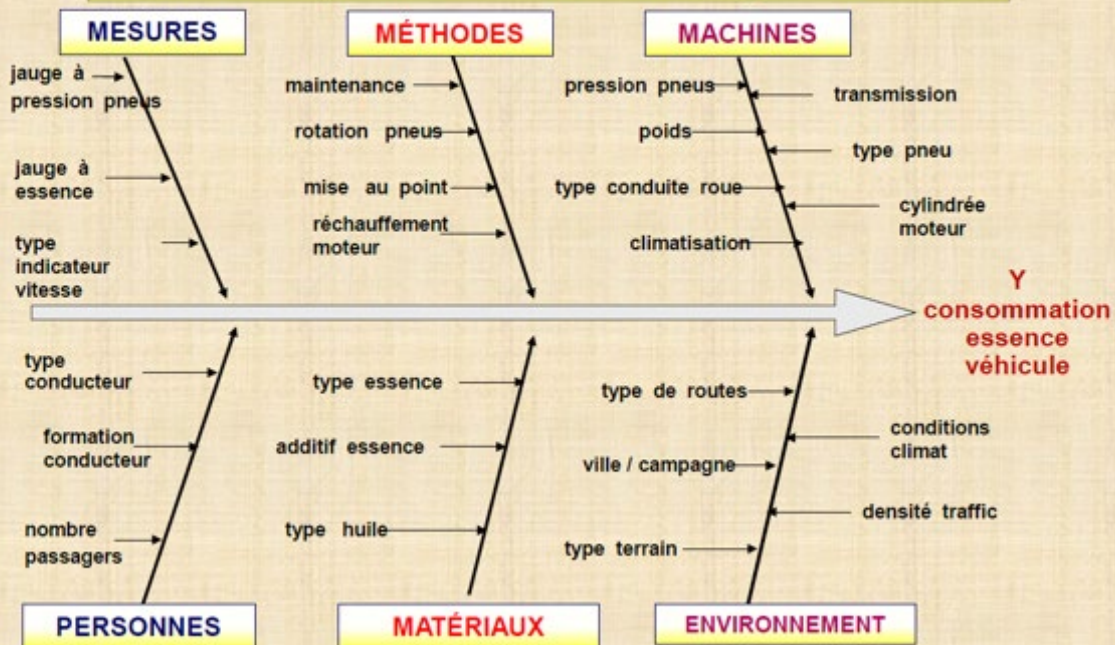 MESURES
MÉTHODES
MACHINES
jauge à
pression pneus
jauge à
essence
type
indicateur
vitesse
maintenance
rotation pneus
mise au point
réchauffement
moteur
pression pneus
transmission
poids
type pneu
type conduite roue
cylindrée
moteur
climatisation
Y
consommation
essence
véhicule
type
conducteur
formation
conducteur
nombre
passagers
type essence
additif essence
type huile
type de routes
conditions
climat
ville / campagne
densité traffic
type terrain
PERSONNES
MATÉRIAUX
ENVIRONNEMENT